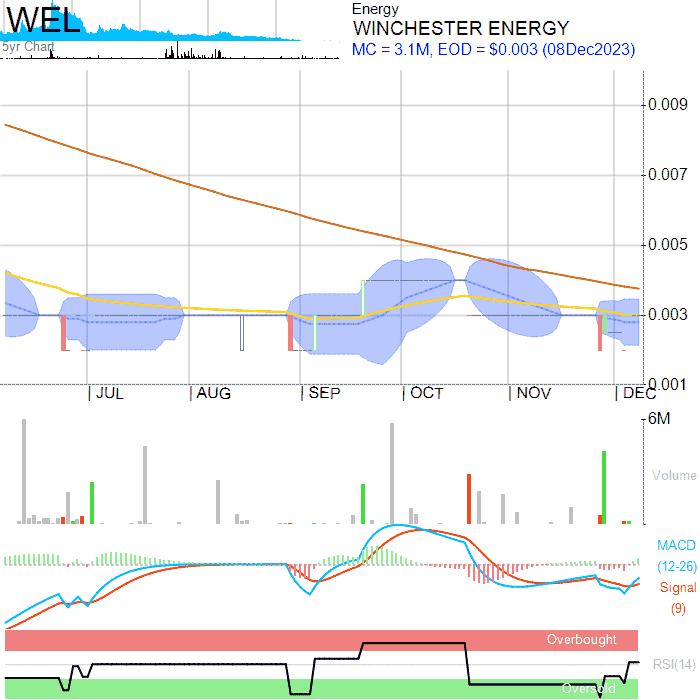 WEL
5yr Chart
Energy
WINCHESTER ENERGY
MC = 3.1M, EOD = $0.003 (08Dec2023)
0.009
0.007
0.005
0.003
0.001
JUL AUG SEP OCT NOV DEC
6M
Volume
MACD
(12-26)
Signal
(9)
Overbought
RSI(14)
Oversold